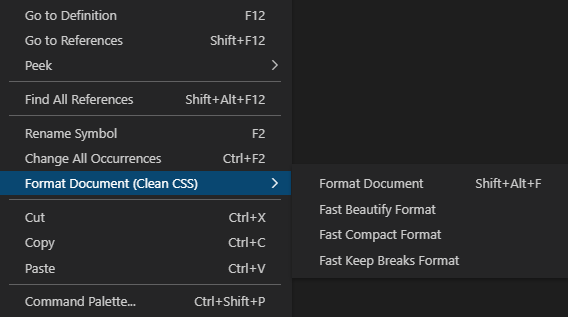 Go to Definition F12
Go to References Shift+F12
Peek
Find All References Shift+Alt+F12
Rename Symbol F2
Change All Occurrences Ctrl+F2
Format Document (Clean CSS)
Format Document Shift+Alt+F
Fast Beautify Format
Fast Compact Format
Fast Keep Breaks Format
Cut Ctrl+X
Copy Ctrl+C
Paste Ctrl+V
Command Palette... Ctrl+Shift+P